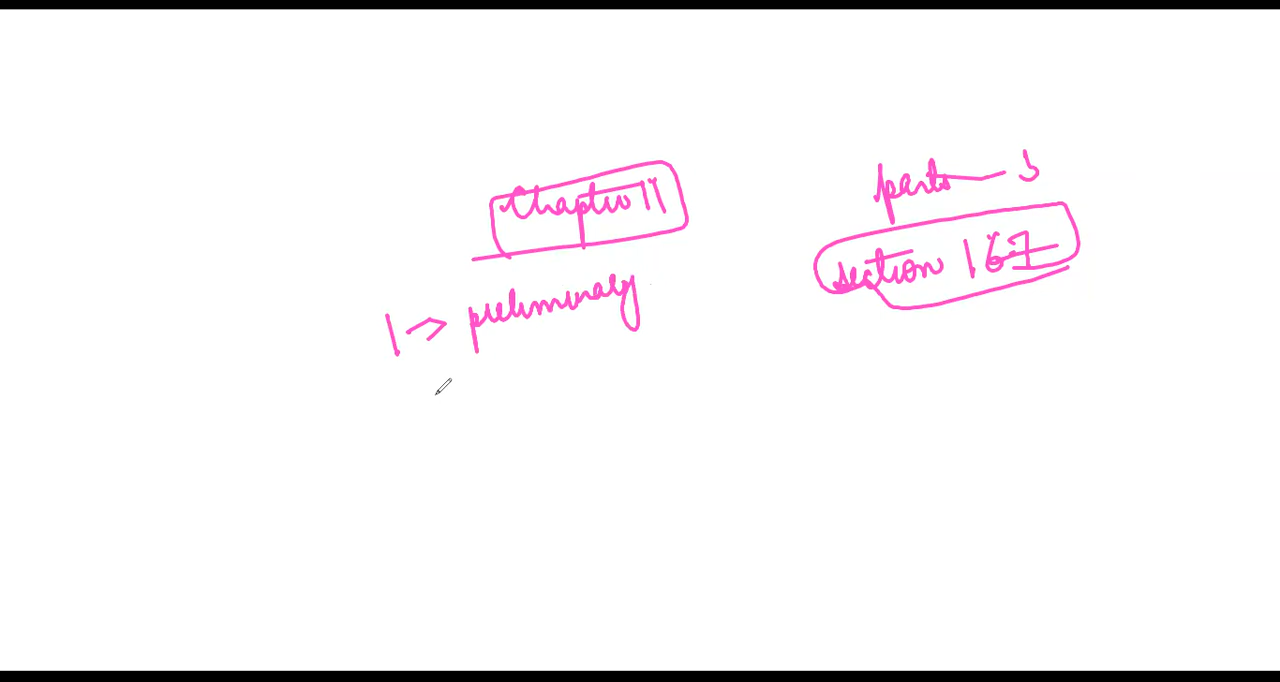 Chapter 11
parts — 3
section 167
1 → preliminary